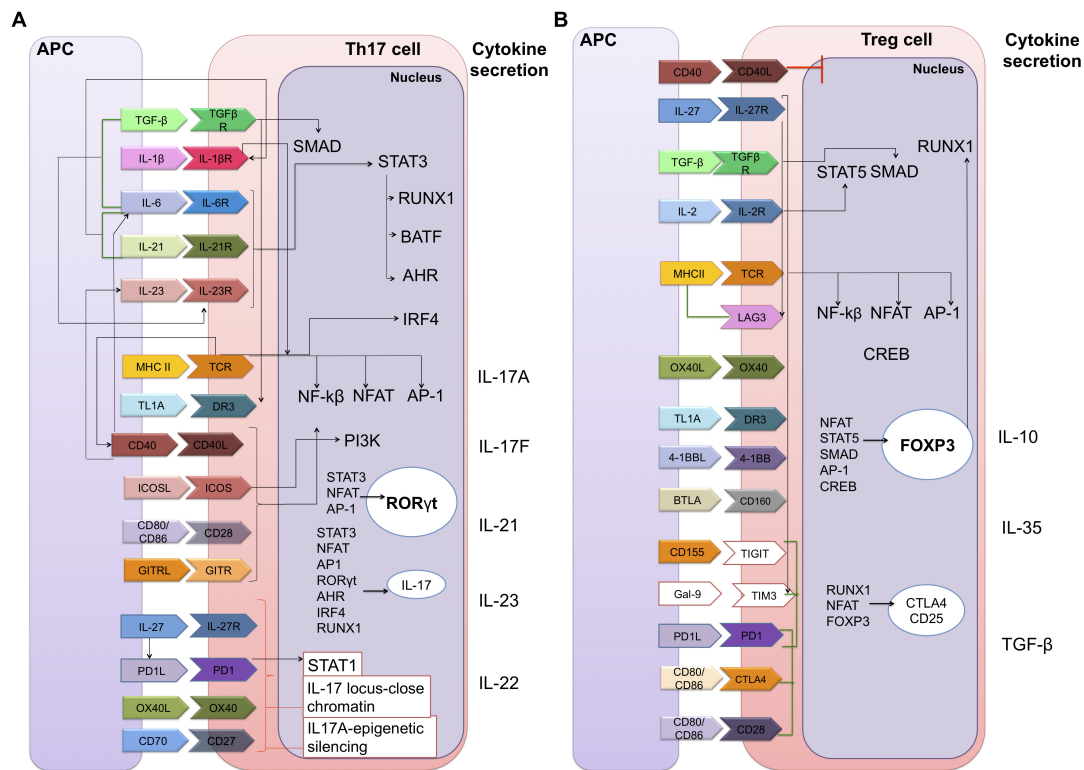 A
APC
Th17 cell
Cytokine
secretion
Nucleus
TGF-β
TGFβ
R
SMAD
IL-1β
IL-1βR
STAT3
IL-6
IL-6R
RUNX1
BATF
IL-21
IL-21R
AHR
IL-23
IL-23R
IRF4
MHC II
TCR
NF-kβ
NFAT
AP-1
IL-17A
TL1A
DR3
CD40
CD40L
PI3K
IL-17F
ICOSL
ICOS
STAT3
NFAT
AP-1
RORγt
CD80/
CD86
CD28
IL-21
STAT3
NFAT
AP1
RORγt
AHR
IRF4
RUNX1
IL-17
GITRL
GITR
IL-23
IL-27
IL-27R
PD1L
PD1
STAT1
IL-22
IL-17 locus-close
chromatin
OX40L
OX40
IL17A-epigenetic
silencing
CD70
CD27
B
APC
Treg cell
Cytokine
secretion
Nucleus
CD40
CD40L
IL-27
IL-27R
RUNX1
TGF-β
TGFβ
R
STAT5
SMAD
IL-2
IL-2R
MHCII
TCR
LAG3
NF-kβ
NFAT
AP-1
CREB
OX40L
OX40
TL1A
DR3
NFAT
STAT5
SMAD
AP-1
CREB
FOXP3
IL-10
4-1BBL
4-1BB
BTLA
CD160
IL-35
CD155
TIGIT
Gal-9
TIM3
RUNX1
NFAT
FOXP3
CTLA4
CD25
PD1L
PD1
TGF-β
CD80/
CD86
CTLA4
CD80/
CD86
CD28